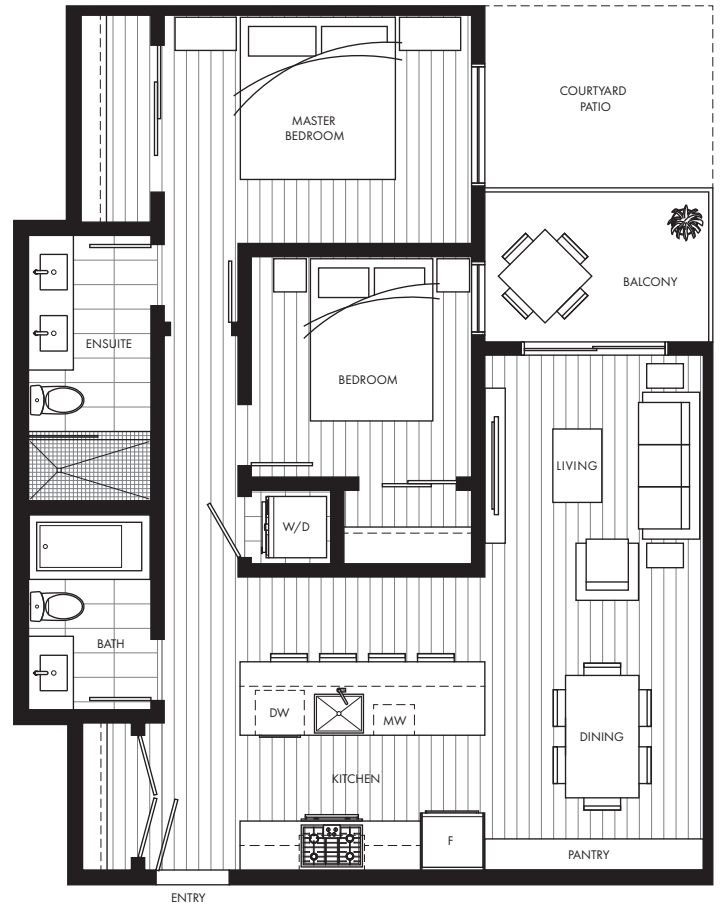 COURTYARD
PATIO
MASTER
BEDROOM
BALCONY
ENSUITE
BEDROOM
LIVING
W/D
BATH
DW
MW
DINING
KITCHEN
F
PANTRY
ENTRY